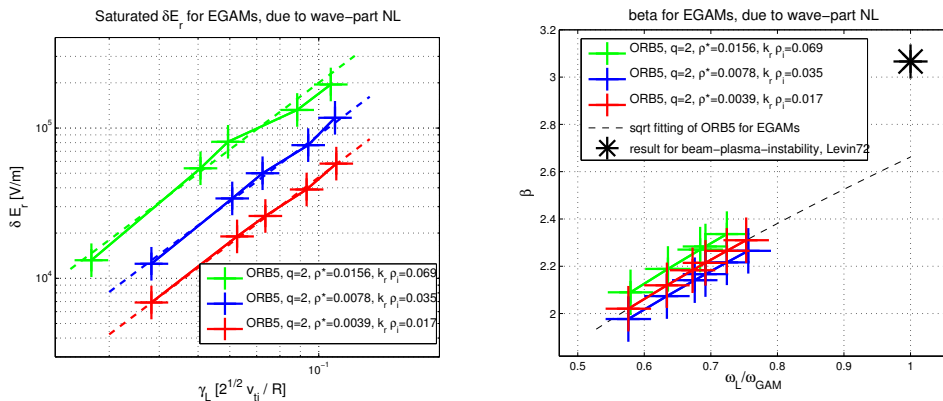 Saturated δE_r for EGAMs, due to wave-part NL
δ E_r [V/m]
10^5
10^4
ORB5, q=2, ρ*=0.0156, k_r ρ_i=0.069
ORB5, q=2, ρ*=0.0078, k_r ρ_i=0.035
ORB5, q=2, ρ*=0.0039, k_r ρ_i=0.017
10^-1
γ_L [2^1/2 v_ti / R]
beta for EGAMs, due to wave-part NL
β
3.2
3
2.8
2.6
2.4
2.2
2
ORB5, q=2, ρ*=0.0156, k_r ρ_i=0.069
ORB5, q=2, ρ*=0.0078, k_r ρ_i=0.035
ORB5, q=2, ρ*=0.0039, k_r ρ_i=0.017
sqrt fitting of ORB5 for EGAMs
result for beam-plasma-instability, Levin72
0.5 0.6 0.7 0.8 0.9 1
ω_L/ω_GAM